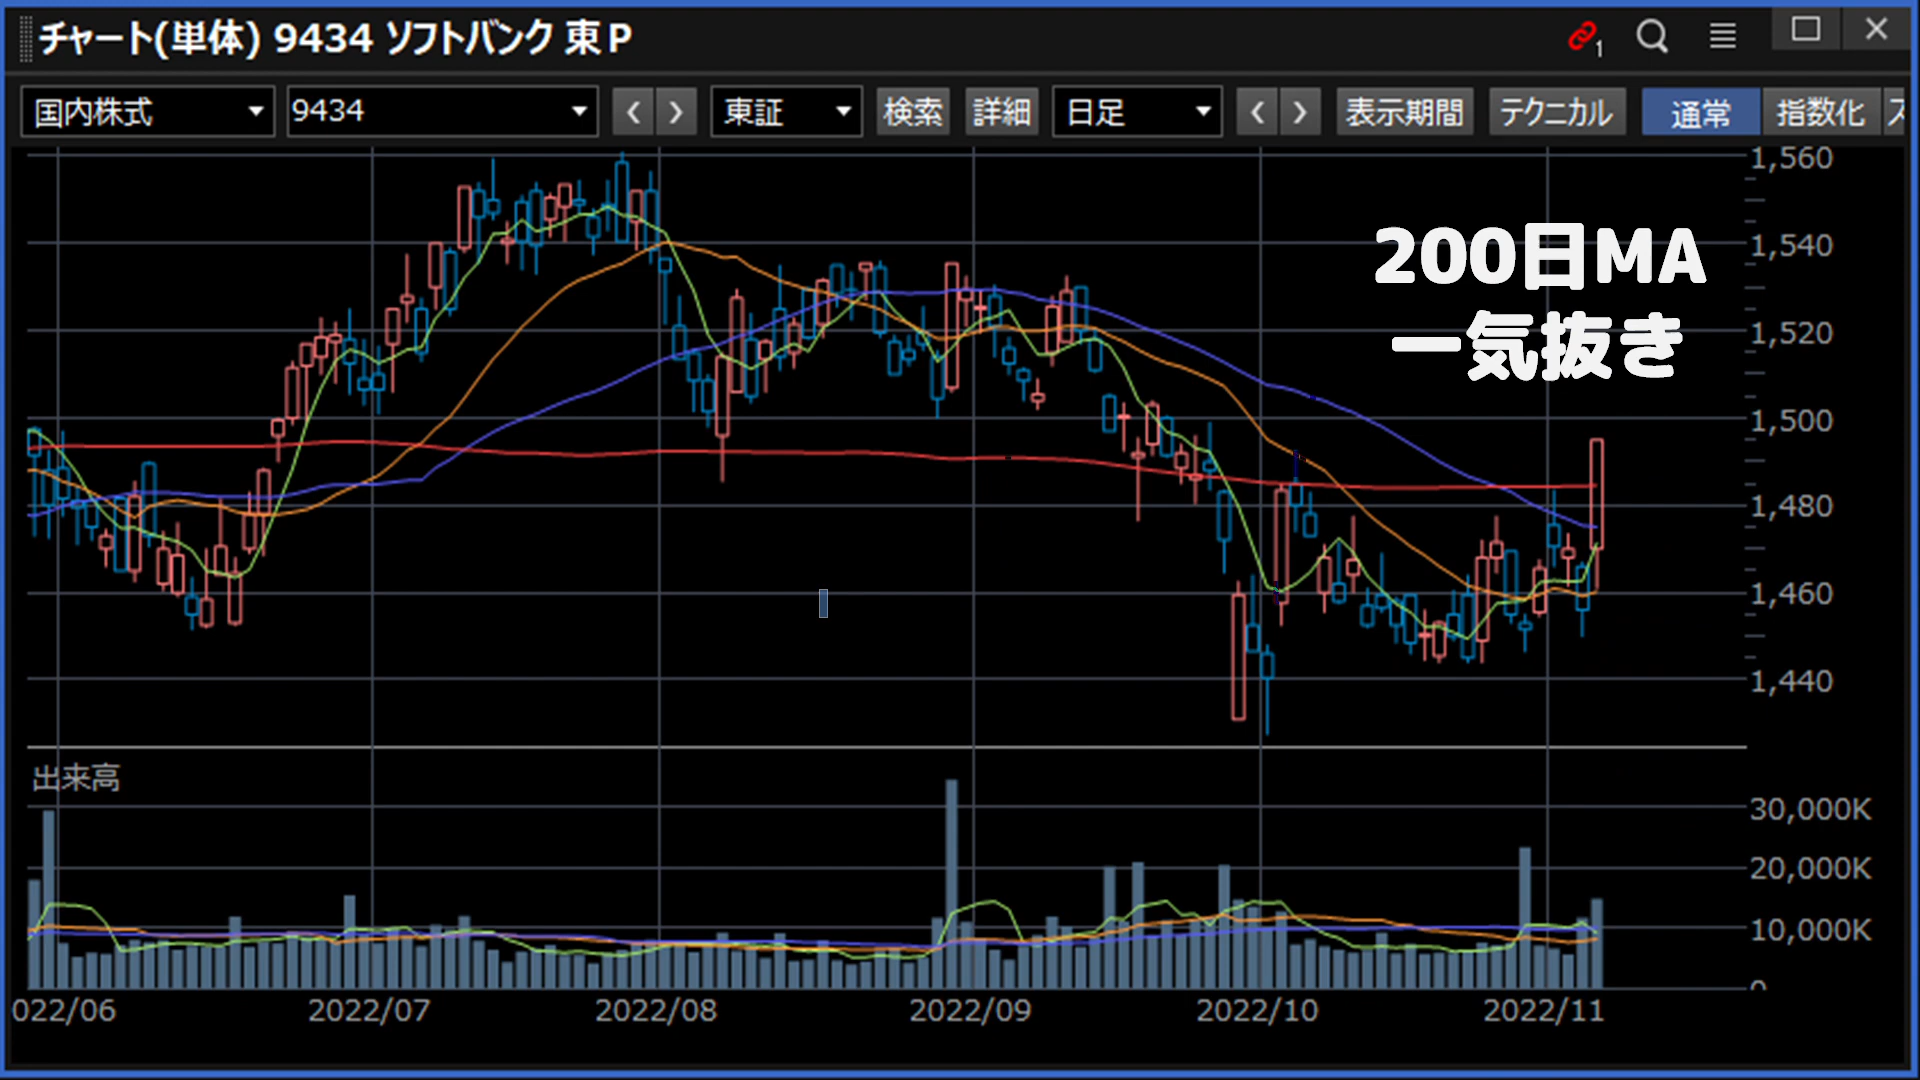 チャート(単体) 9434 ソフトバンク 東P
1
国内株式 9434 東証 検索 詳細 日足 表示期間 テクニカル 通常 指数化 ス
200日MA
一気抜き
1,560
1,540
1,520
1,500
1,480
1,460
1,440
出来高
30,000K
20,000K
10,000K
0
022/06 2022/07 2022/08 2022/09 2022/10 2022/11